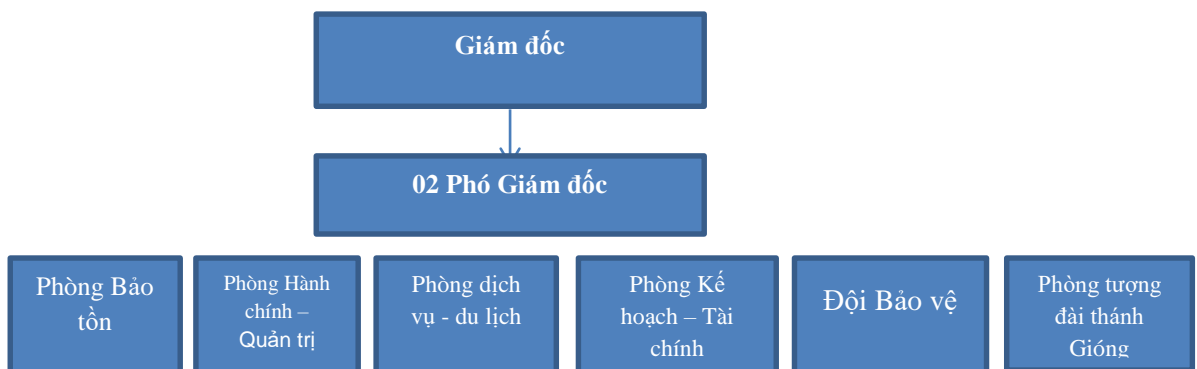 Giám đốc
02 Phó Giám đốc
Phòng Bảo
tồn
Phòng Hành
chính –
Quản trị
Phòng dịch
vụ - du lịch
Phòng Kế
hoạch – Tài
chính
Đội Bảo vệ
Phòng tượng
đài thánh
Gióng